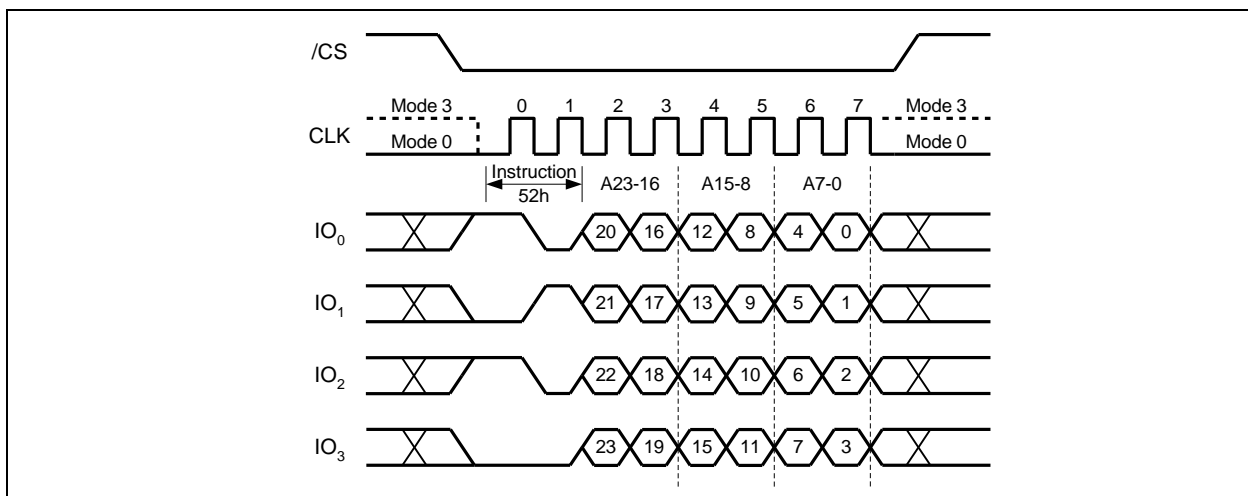 /CS
Mode 3 0 1 2 3 4 5 6 7 Mode 3
CLK
Mode 0 Mode 0
Instruction
52h A23-16 A15-8 A7-0
IO0 20 16 12 8 4 0
IO1 21 17 13 9 5 1
IO2 22 18 14 10 6 2
IO3 23 19 15 11 7 3